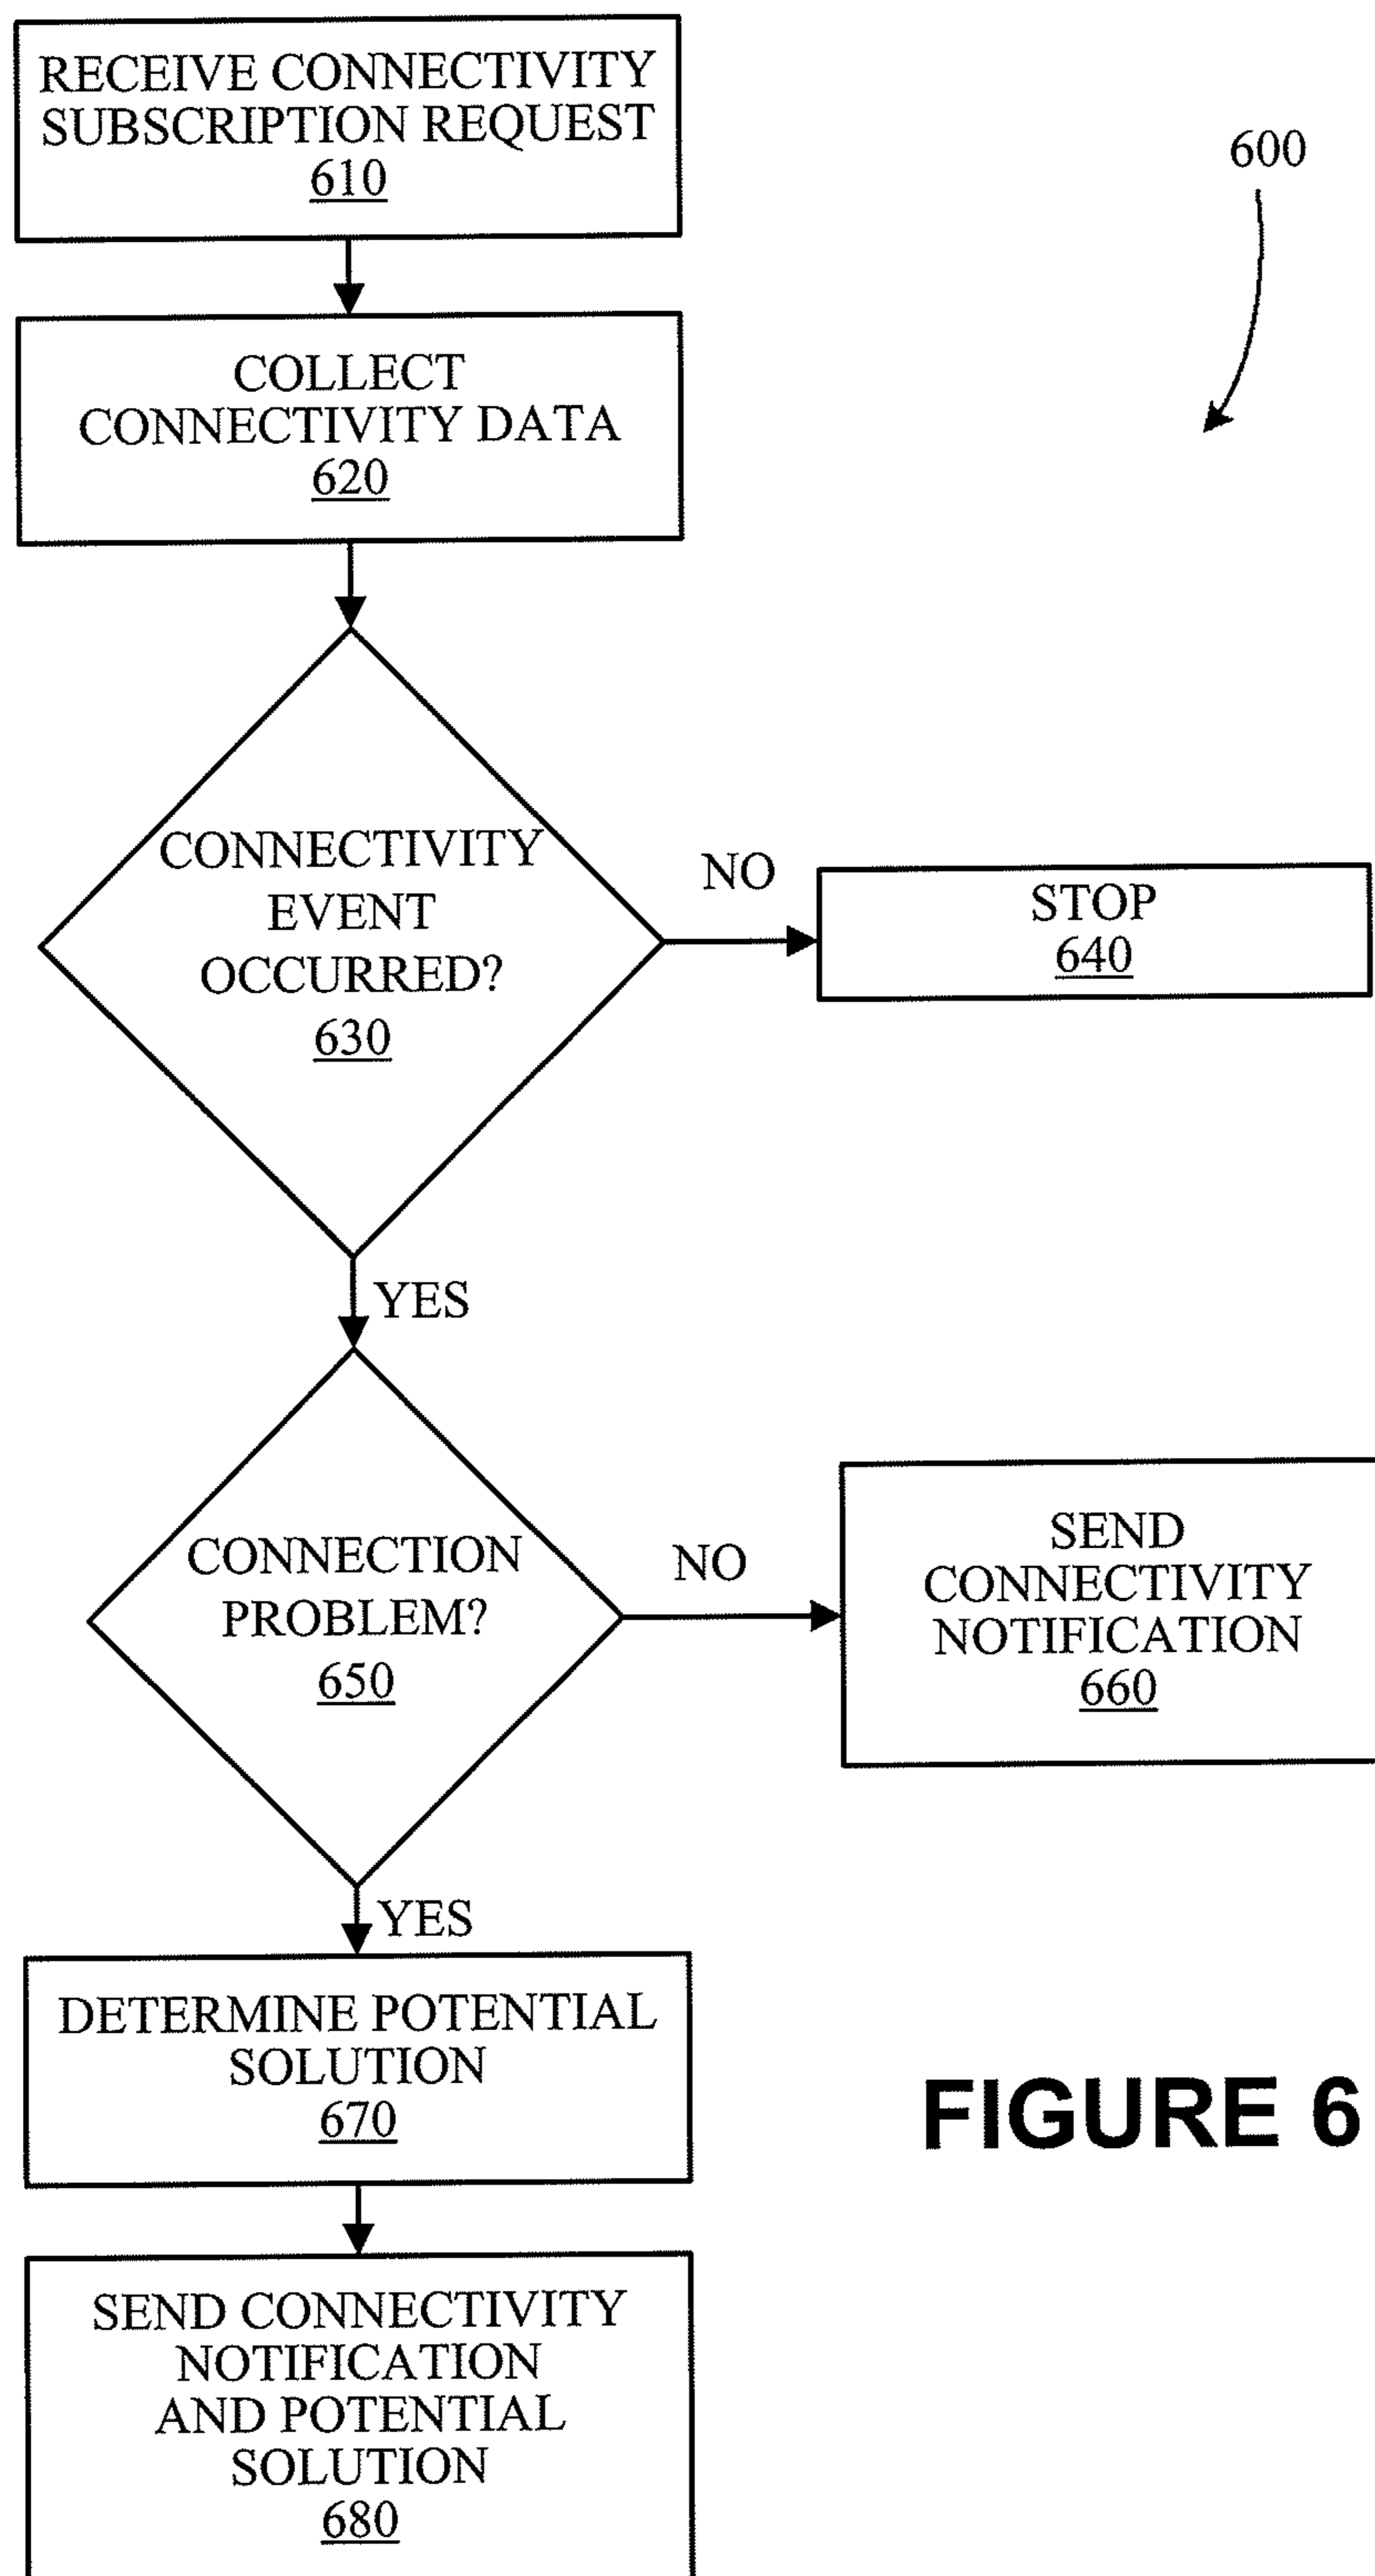 RECEIVE CONNECTIVITY
SUBSCRIPTION REQUEST
610
600
COLLECT
CONNECTIVITY DATA
620
CONNECTIVITY
EVENT
OCCURRED?
630
NO
STOP
640
YES
CONNECTION
PROBLEM?
650
NO
SEND
CONNECTIVITY
NOTIFICATION
660
YES
DETERMINE POTENTIAL
SOLUTION
670
FIGURE 6
SEND CONNECTIVITY
NOTIFICATION
AND POTENTIAL
SOLUTION
680